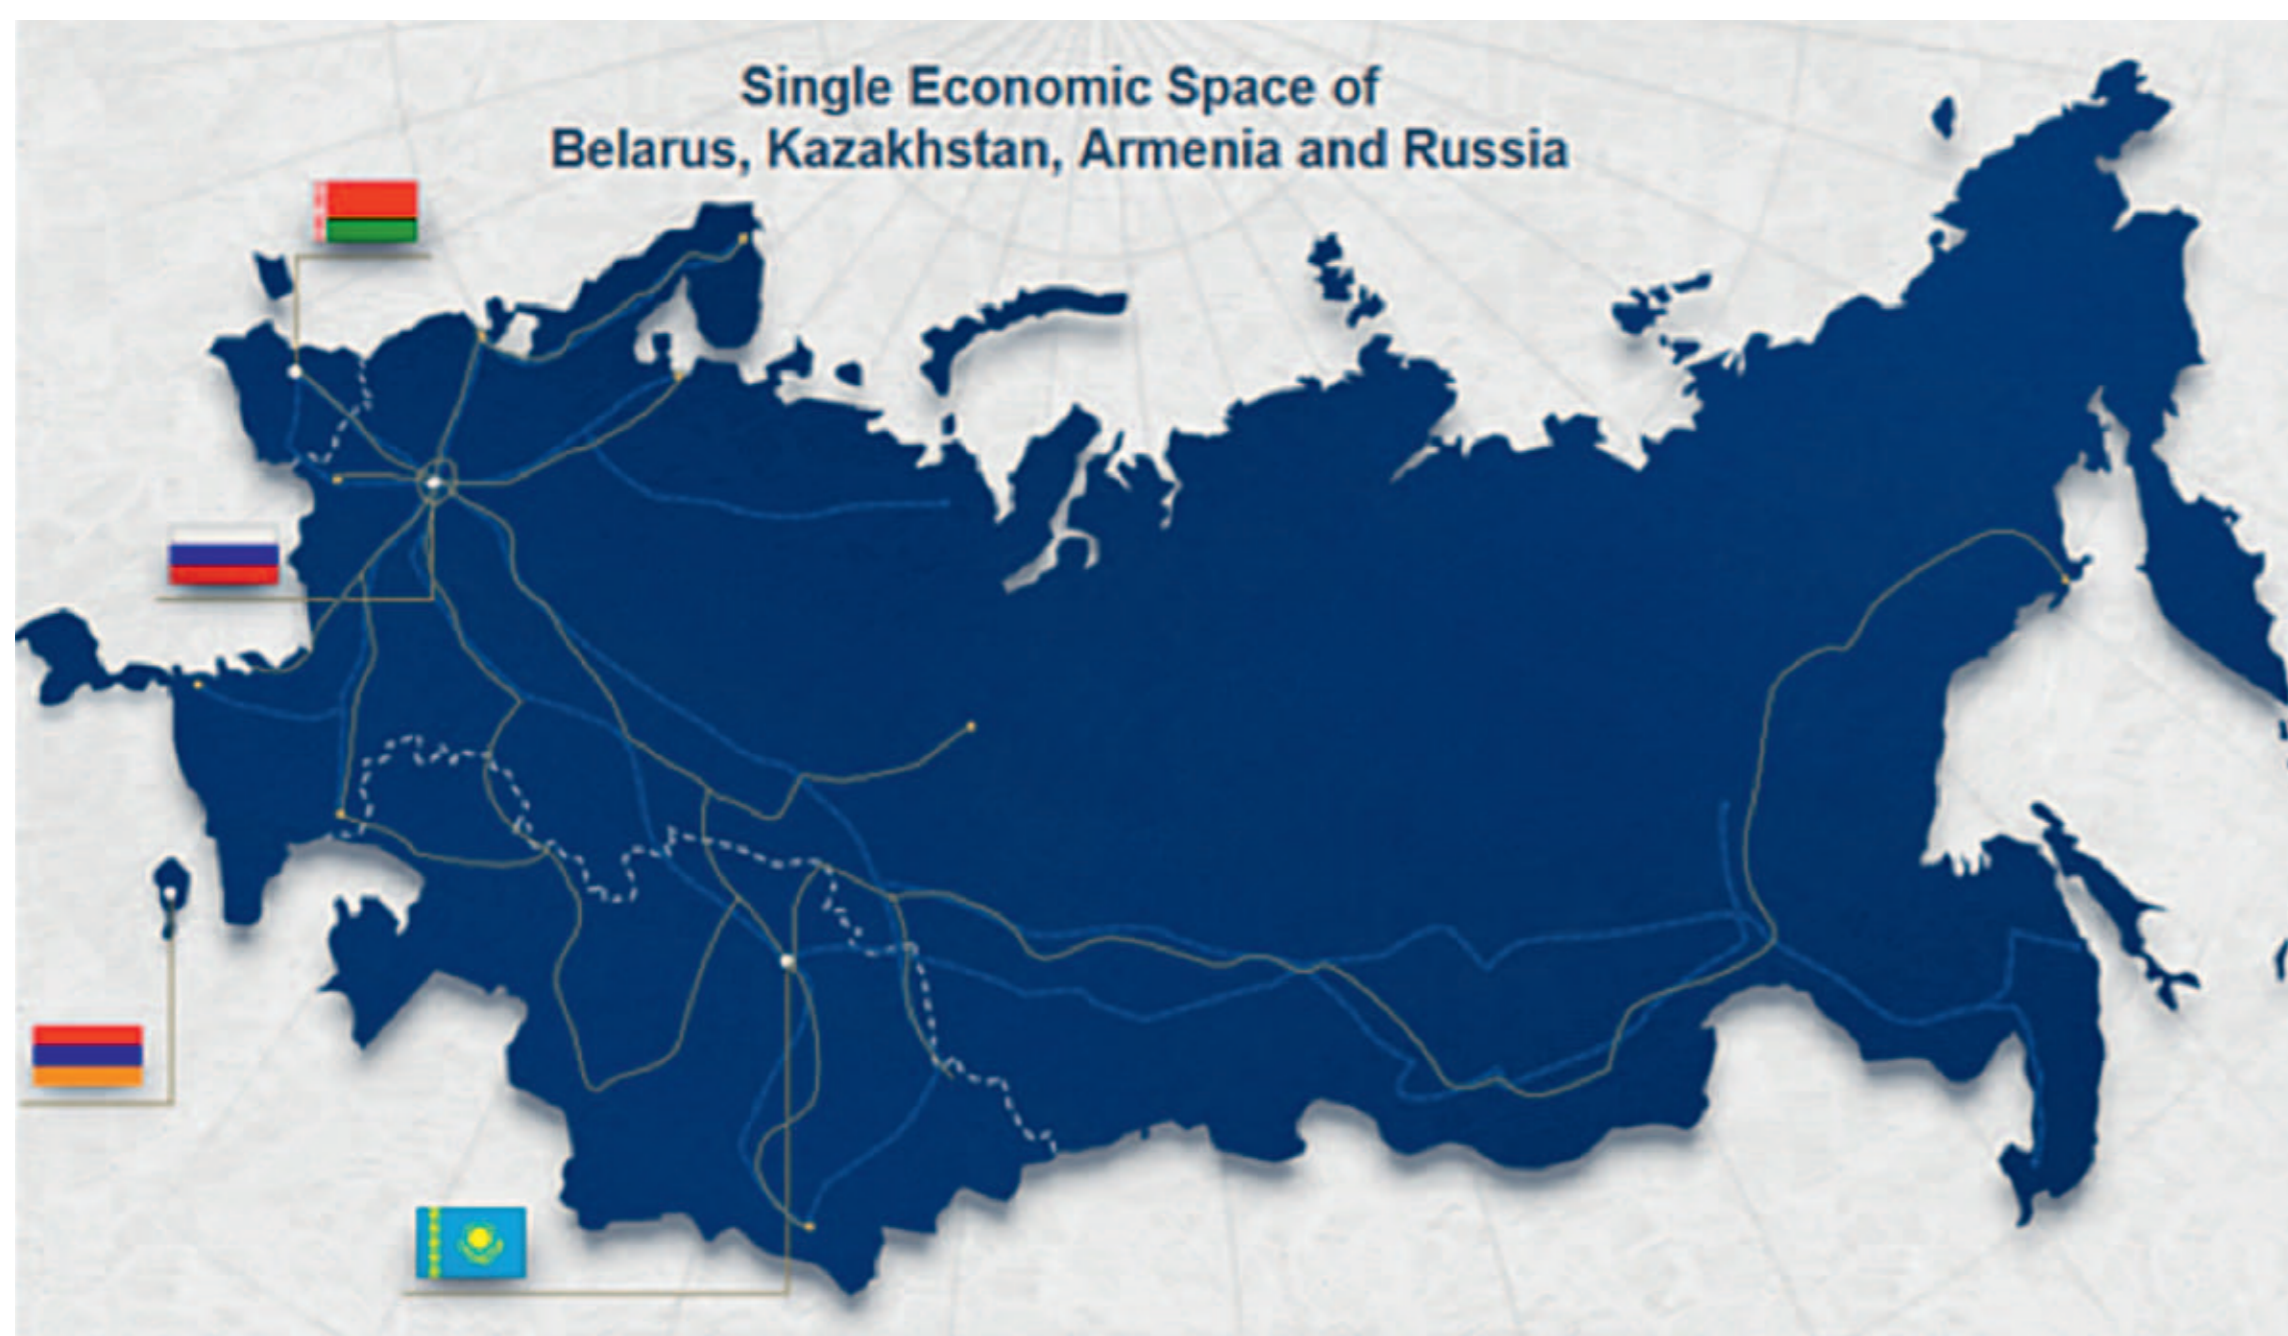 Single Economic Space of
Belarus, Kazakhstan, Armenia and Russia